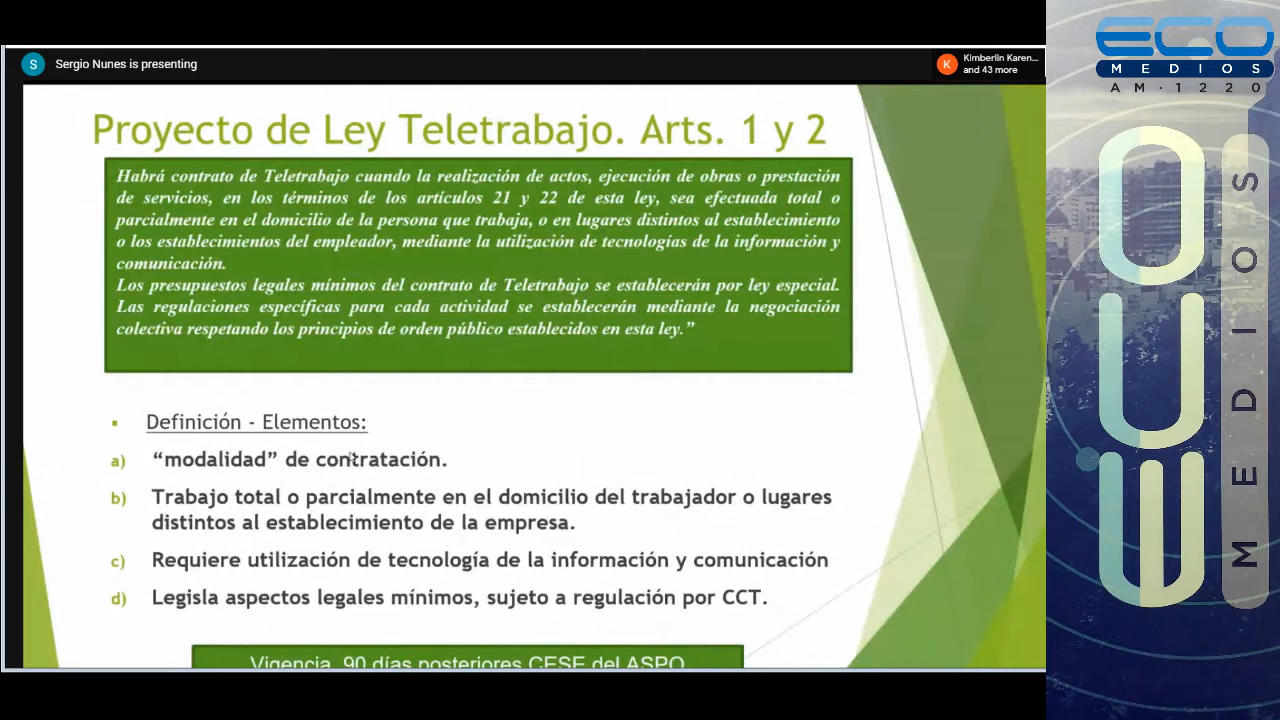 S Sergio Nunes is presenting
K Kimberlin Karen...
and 43 more
Proyecto de Ley Teletrabajo. Arts. 1 y 2
Habrá contrato de Teletrabajo cuando la realización de actos, ejecución de obras o prestación
de servicios, en los términos de los artículos 21 y 22 de esta ley, sea efectuada total o
parcialmente en el domicilio de la persona que trabaja, o en lugares distintos al establecimiento
o los establecimientos del empleador, mediante la utilización de tecnologías de la información y
comunicación.
Los presupuestos legales mínimos del contrato de Teletrabajo se establecerán por ley especial.
Las regulaciones específicas para cada actividad se establecerán mediante la negociación
colectiva respetando los principios de orden público establecidos en esta ley.”
▪ Definición - Elementos:
a) “modalidad” de contratación.
b) Trabajo total o parcialmente en el domicilio del trabajador o lugares
distintos al establecimiento de la empresa.
c) Requiere utilización de tecnología de la información y comunicación
d) Legisla aspectos legales mínimos, sujeto a regulación por CCT.
Vigencia 90 días posteriores CESE del ASPO
ECO
MEDIOS
AM·1220
ECO
MEDIOS